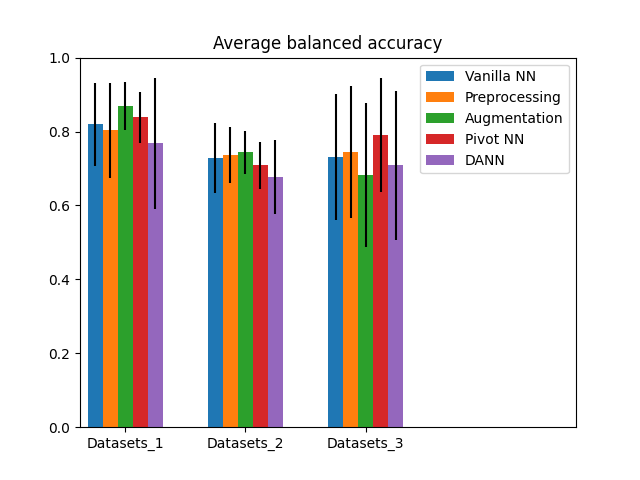 Average balanced accuracy
1.0
0.8
0.6
0.4
0.2
0.0
Vanilla NN
Preprocessing
Augmentation
Pivot NN
DANN
Datasets_1 Datasets_2 Datasets_3